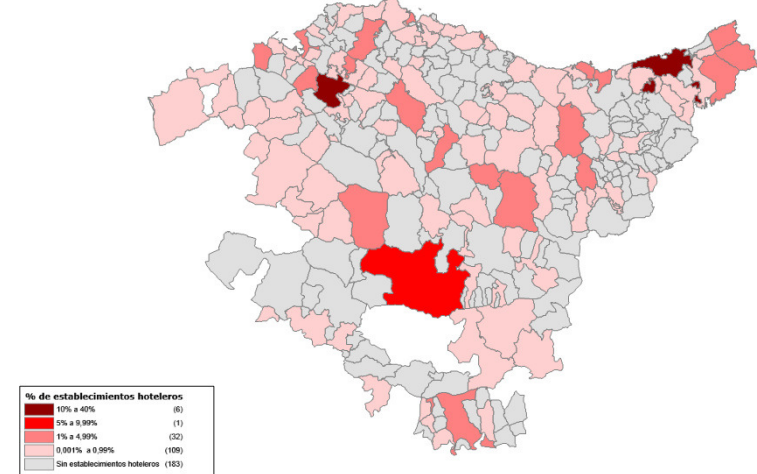 % de establecimientos hoteleros
10% a 40% (6)
5% a 9,99% (1)
1% a 4,99% (32)
0,001% a 0,99% (109)
Sin establecimientos hoteleros (183)